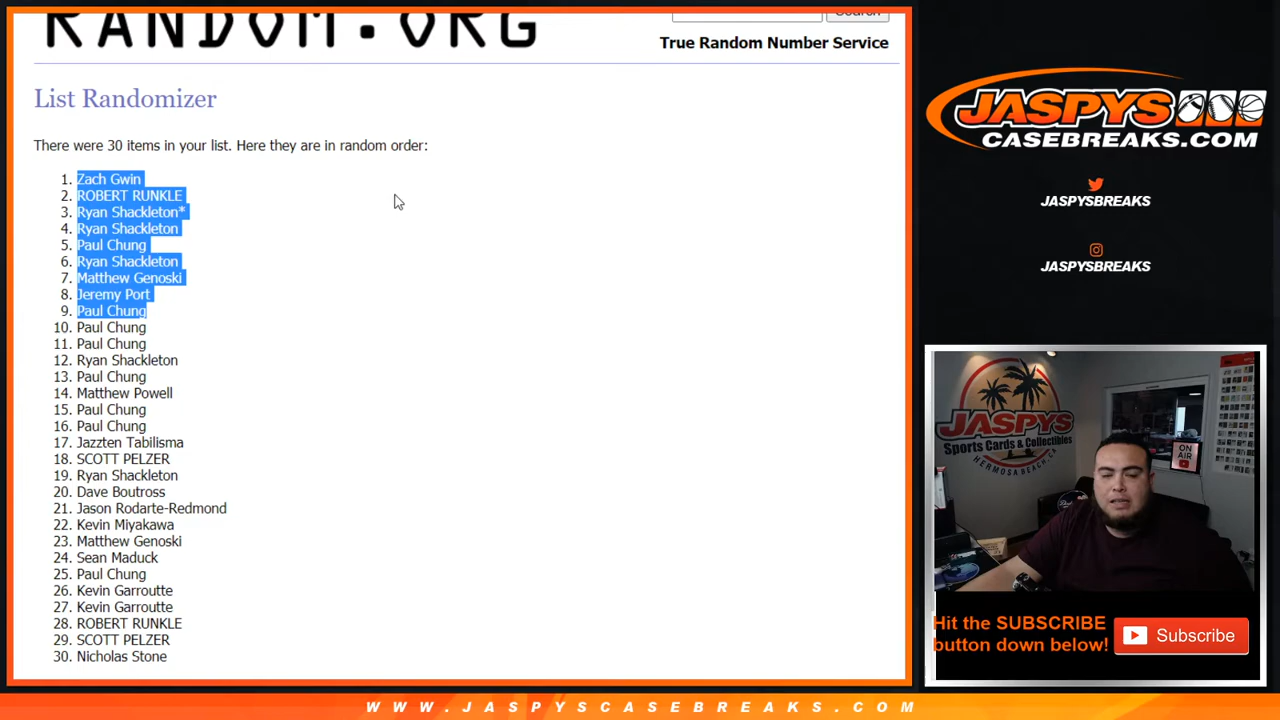 RANDOM.ORG
Search
True Random Number Service
List Randomizer
There were 30 items in your list. Here they are in random order:
1. Zach Gwin
2. ROBERT RUNKLE
3. Ryan Shackleton*
4. Ryan Shackleton
5. Paul Chung
6. Ryan Shackleton
7. Matthew Genoski
8. Jeremy Port
9. Paul Chung
10. Paul Chung
11. Paul Chung
12. Ryan Shackleton
13. Paul Chung
14. Matthew Powell
15. Paul Chung
16. Paul Chung
17. Jazzten Tabilisma
18. SCOTT PELZER
19. Ryan Shackleton
20. Dave Boutross
21. Jason Rodarte-Redmond
22. Kevin Miyakawa
23. Matthew Genoski
24. Sean Maduck
25. Paul Chung
26. Kevin Garroutte
27. Kevin Garroutte
28. ROBERT RUNKLE
29. SCOTT PELZER
30. Nicholas Stone
JASPYS
CASEBREAKS.COM
JASPYSBREAKS
JASPYSBREAKS
JASPYS
Sports Cards & Collectibles
HERMOSA BEACH, CA
ON
AIR
Hit the SUBSCRIBE
button down below!
Subscribe
WWW.JASPYSCASEBREAKS.COM